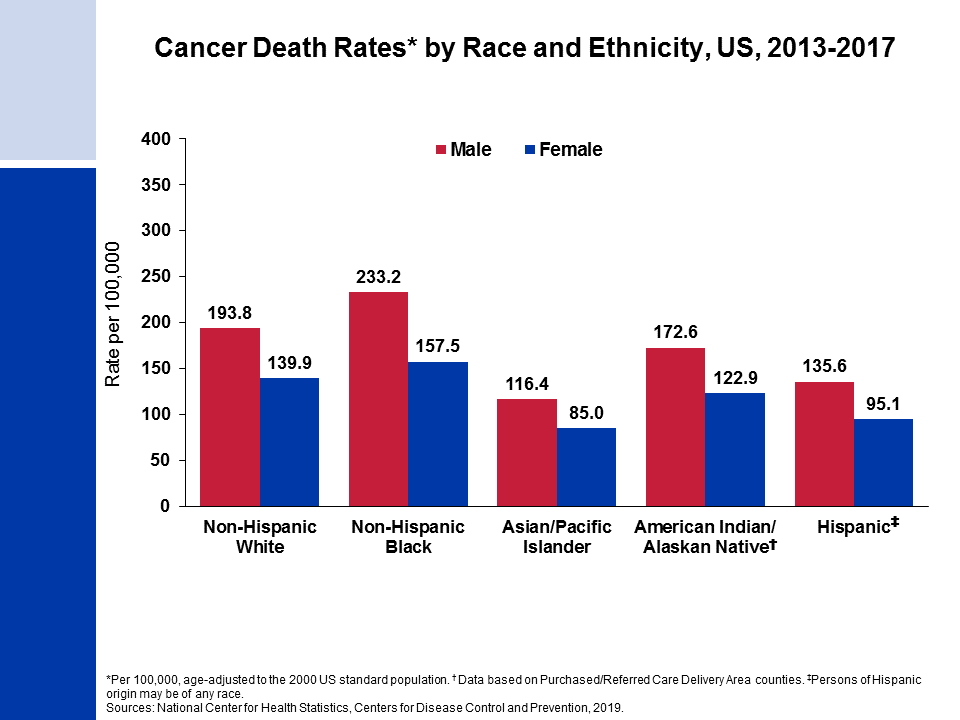 Cancer Death Rates* by Race and Ethnicity, US, 2013-2017
Male Female
Rate per 100,000
400
350
300
250
200
150
100
50
0
193.8
139.9
233.2
157.5
116.4
85.0
172.6
122.9
135.6
95.1
Non-Hispanic White
Non-Hispanic Black
Asian/Pacific Islander
American Indian/ Alaskan Native†
Hispanic‡
*Per 100,000, age-adjusted to the 2000 US standard population. † Data based on Purchased/Referred Care Delivery Area counties. ‡Persons of Hispanic
origin may be of any race.
Sources: National Center for Health Statistics, Centers for Disease Control and Prevention, 2019.